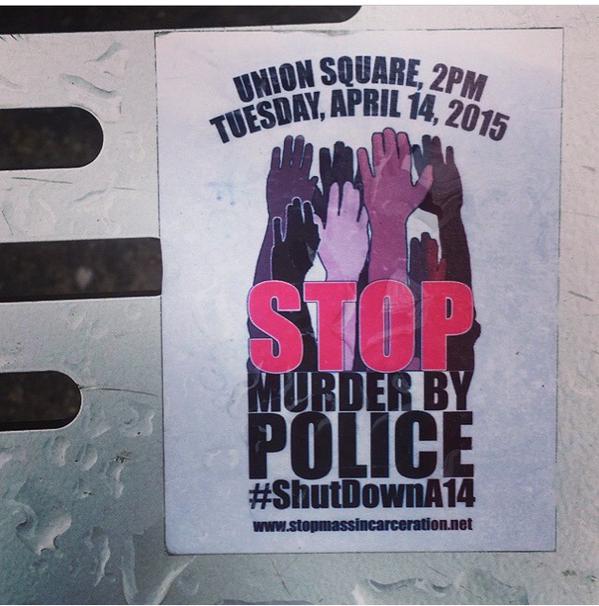 UNION SQUARE, 2PM
TUESDAY, APRIL 14, 2015
STOP
MURDER BY
POLICE
#ShutDownA14
www.stopmassincarceration.net